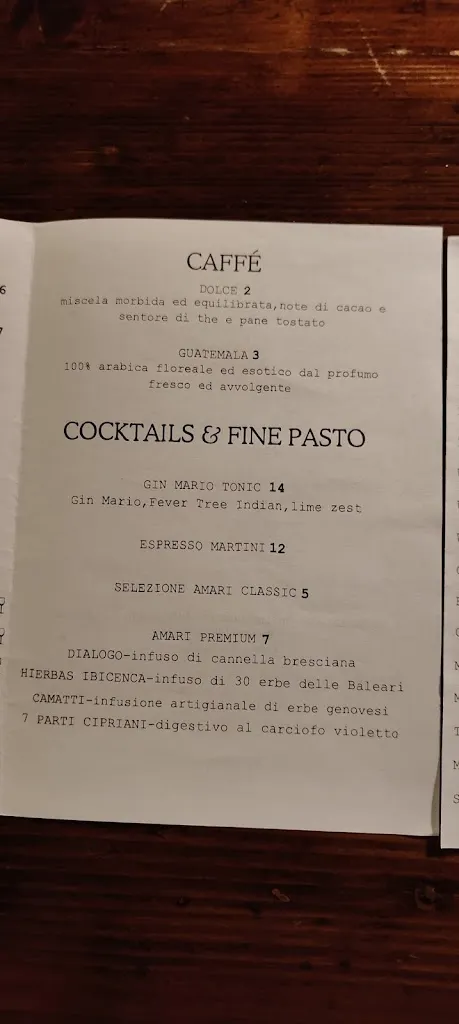 CAFFÉ
DOLCE 2
miscela morbida ed equilibrata,note di cacao e
sentore di the e pane tostato
GUATEMALA 3
100% arabica floreale ed esotico dal profumo
fresco ed avvolgente
COCKTAILS & FINE PASTO
GIN MARIO TONIC 14
Gin Mario,Fever Tree Indian,lime zest
ESPRESSO MARTINI 12
SELEZIONE AMARI CLASSIC 5
AMARI PREMIUM 7
DIALOGO-infuso di cannella bresciana
HIERBAS IBICENCA-infuso di 30 erbe delle Baleari
CAMATTI-infusione artigianale di erbe genovesi
7 PARTI CIPRIANI-digestivo al carciofo violetto